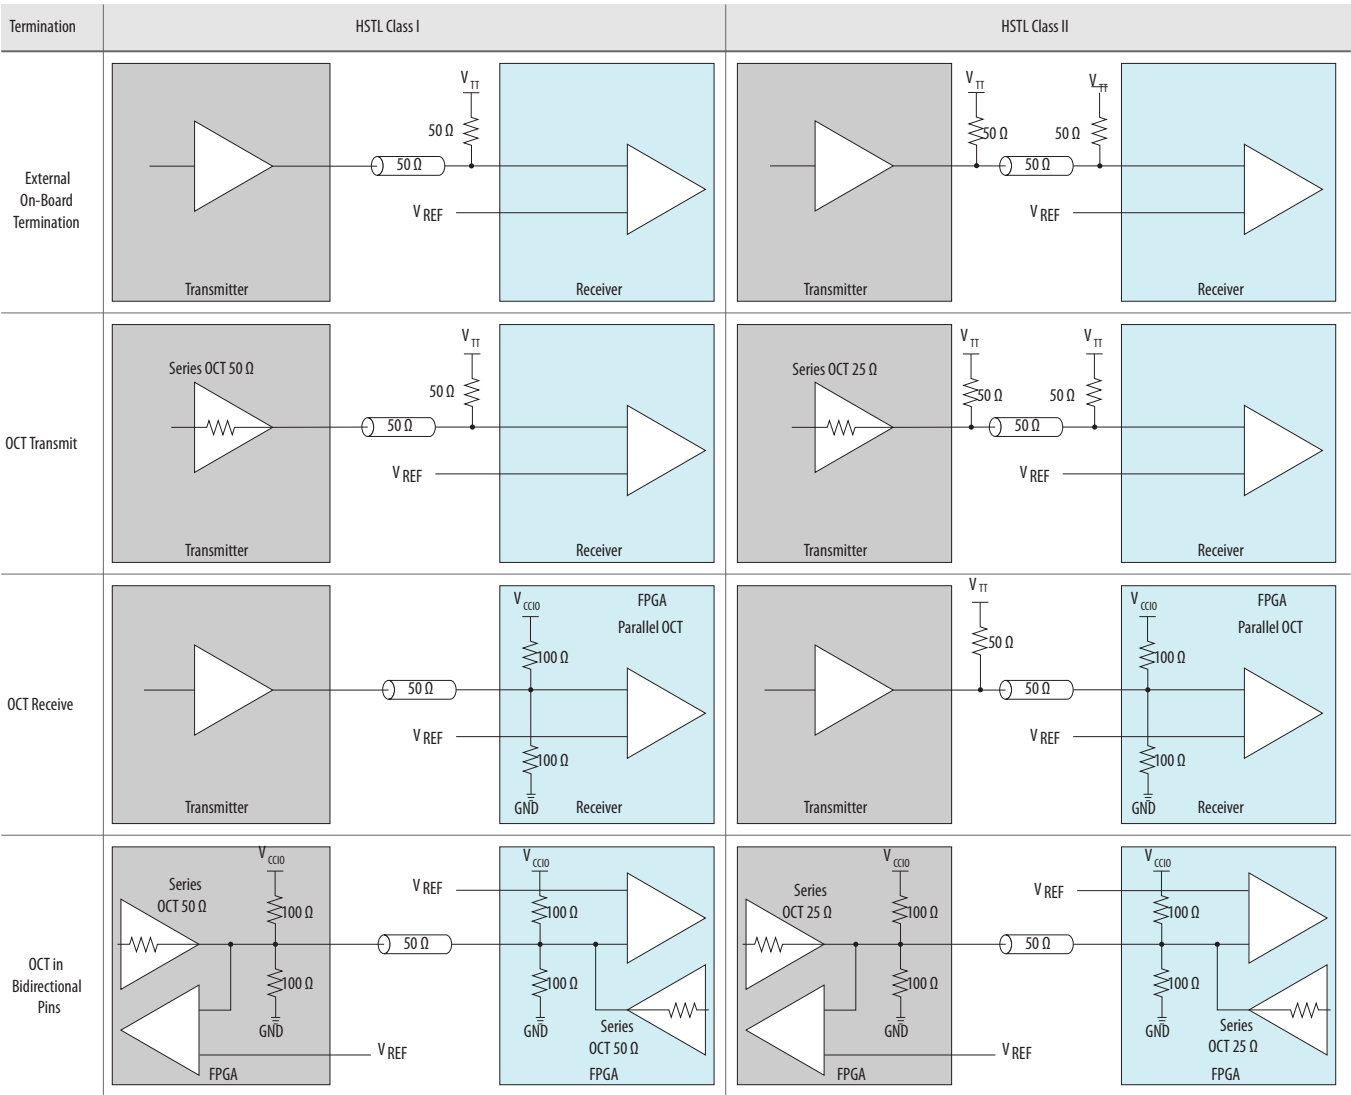 Termination
HSTL Class I
HSTL Class II
External
On-Board
Termination
V TT
50 Ω
50 Ω
V REF
Transmitter
Receiver
V TT
V TT
50 Ω
50 Ω
50 Ω
V REF
Transmitter
Receiver
OCT Transmit
Series OCT 50 Ω
V TT
50 Ω
50 Ω
V REF
Transmitter
Receiver
Series OCT 25 Ω
V TT
V TT
50 Ω
50 Ω
50 Ω
V REF
Transmitter
Receiver
OCT Receive
V CCIO
FPGA
Parallel OCT
100 Ω
50 Ω
V REF
100 Ω
GND
Transmitter
Receiver
V TT
50 Ω
V CCIO
FPGA
Parallel OCT
100 Ω
50 Ω
V REF
100 Ω
GND
Transmitter
Receiver
OCT in
Bidirectional
Pins
V CCIO
Series
OCT 50 Ω
100 Ω
50 Ω
100 Ω
GND
V REF
FPGA
V CCIO
V REF
100 Ω
100 Ω
GND
Series
OCT 50 Ω
FPGA
V CCIO
Series
OCT 25 Ω
100 Ω
50 Ω
100 Ω
GND
V REF
FPGA
V CCIO
V REF
100 Ω
100 Ω
GND
Series
OCT 25 Ω
FPGA